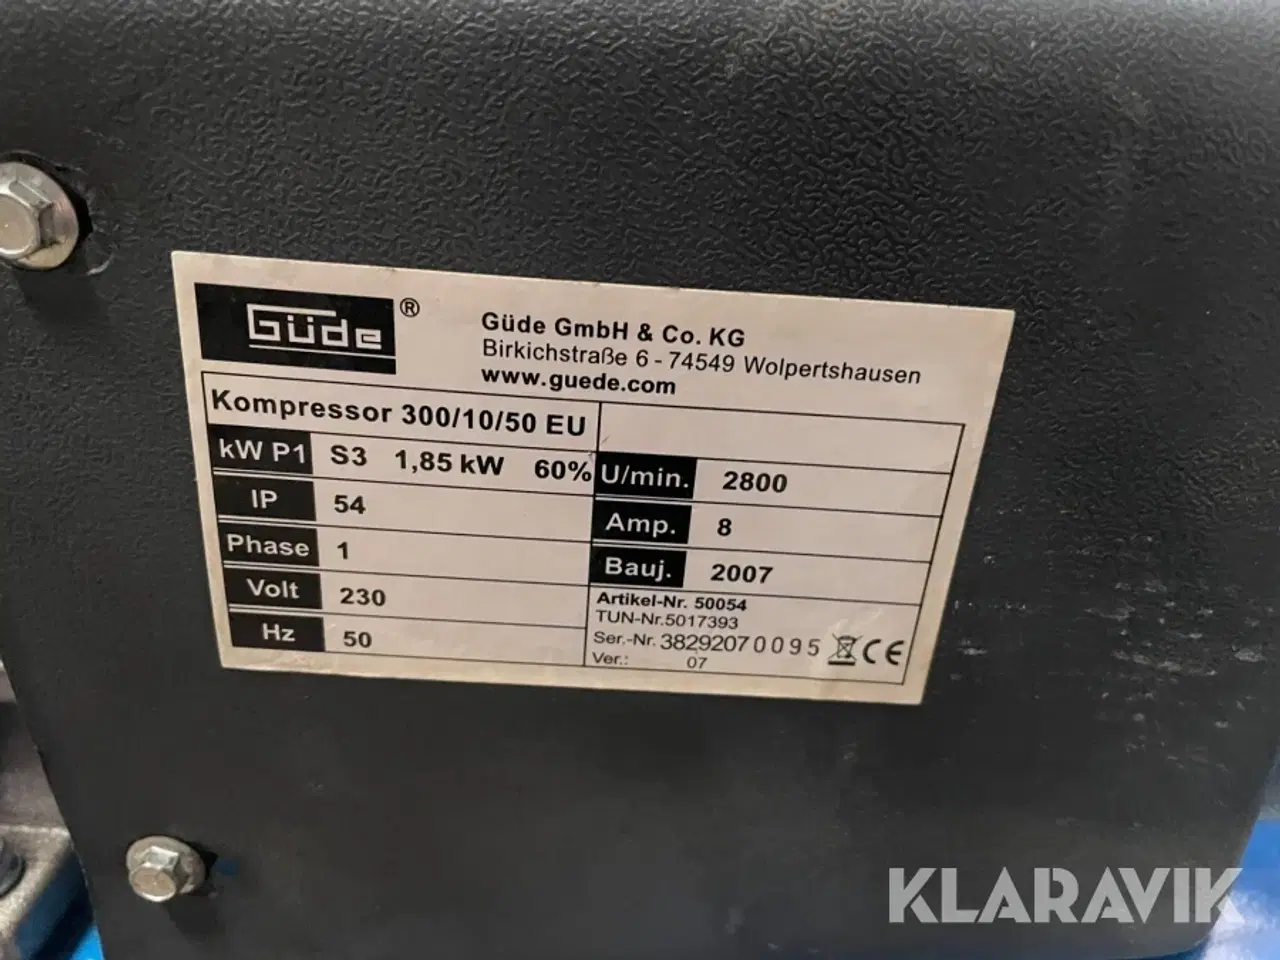 Güde ®
Güde GmbH & Co. KG
Birkichstraße 6 - 74549 Wolpertshausen
www.guede.com
Kompressor 300/10/50 EU
kW P1 S3 1,85 kW 60%
IP 54
Phase 1
Volt 230
Hz 50
U/min. 2800
Amp. 8
Bauj. 2007
Artikel-Nr. 50054
TUN-Nr.5017393
Ser.-Nr. 38292070095 CE
Ver.: 07
KLARAVIK